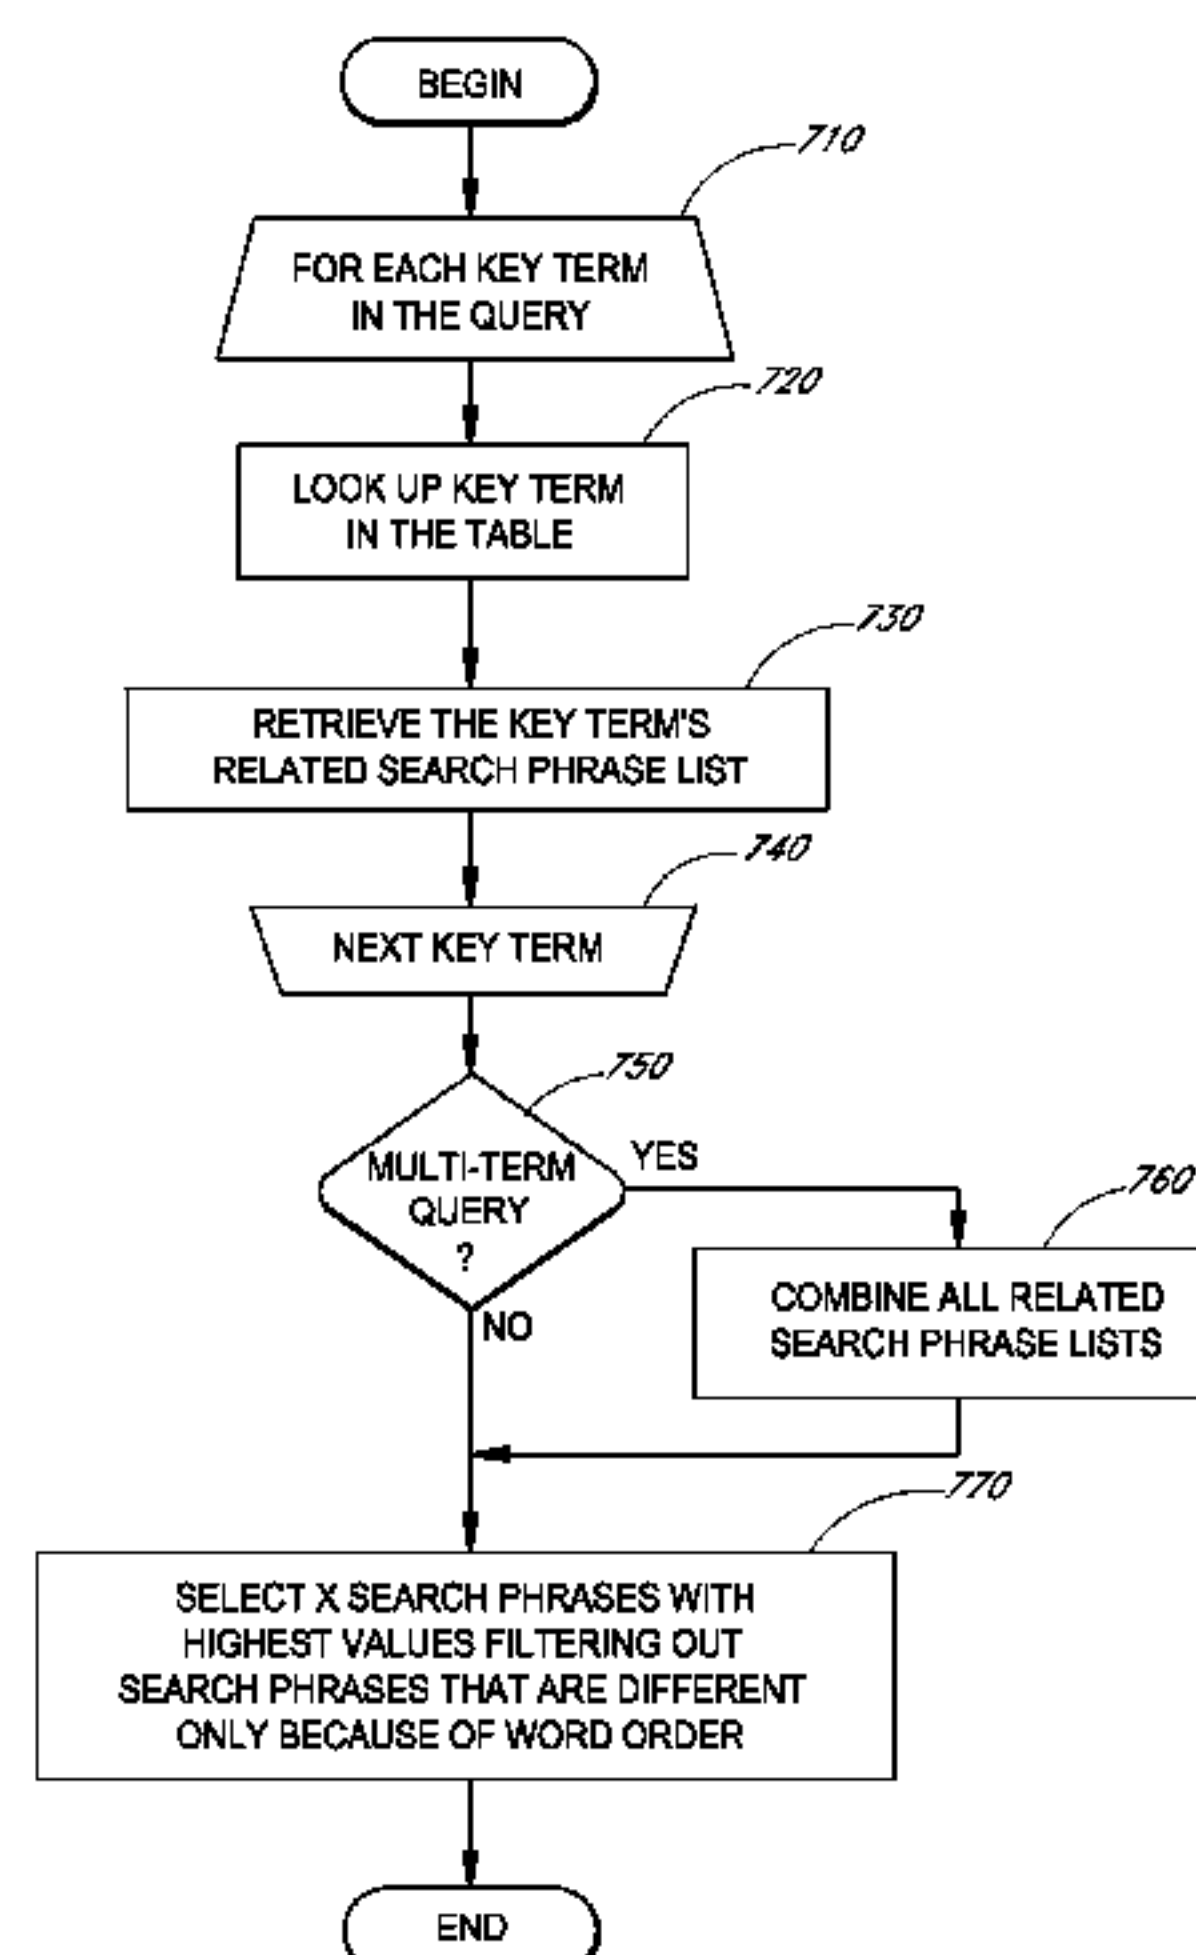 BEGIN
710
FOR EACH KEY TERM
IN THE QUERY
720
LOOK UP KEY TERM
IN THE TABLE
730
RETRIEVE THE KEY TERM'S
RELATED SEARCH PHRASE LIST
740
NEXT KEY TERM
750
MULTI-TERM
QUERY
?
YES
NO
760
COMBINE ALL RELATED
SEARCH PHRASE LISTS
770
SELECT X SEARCH PHRASES WITH
HIGHEST VALUES FILTERING OUT
SEARCH PHRASES THAT ARE DIFFERENT
ONLY BECAUSE OF WORD ORDER
END